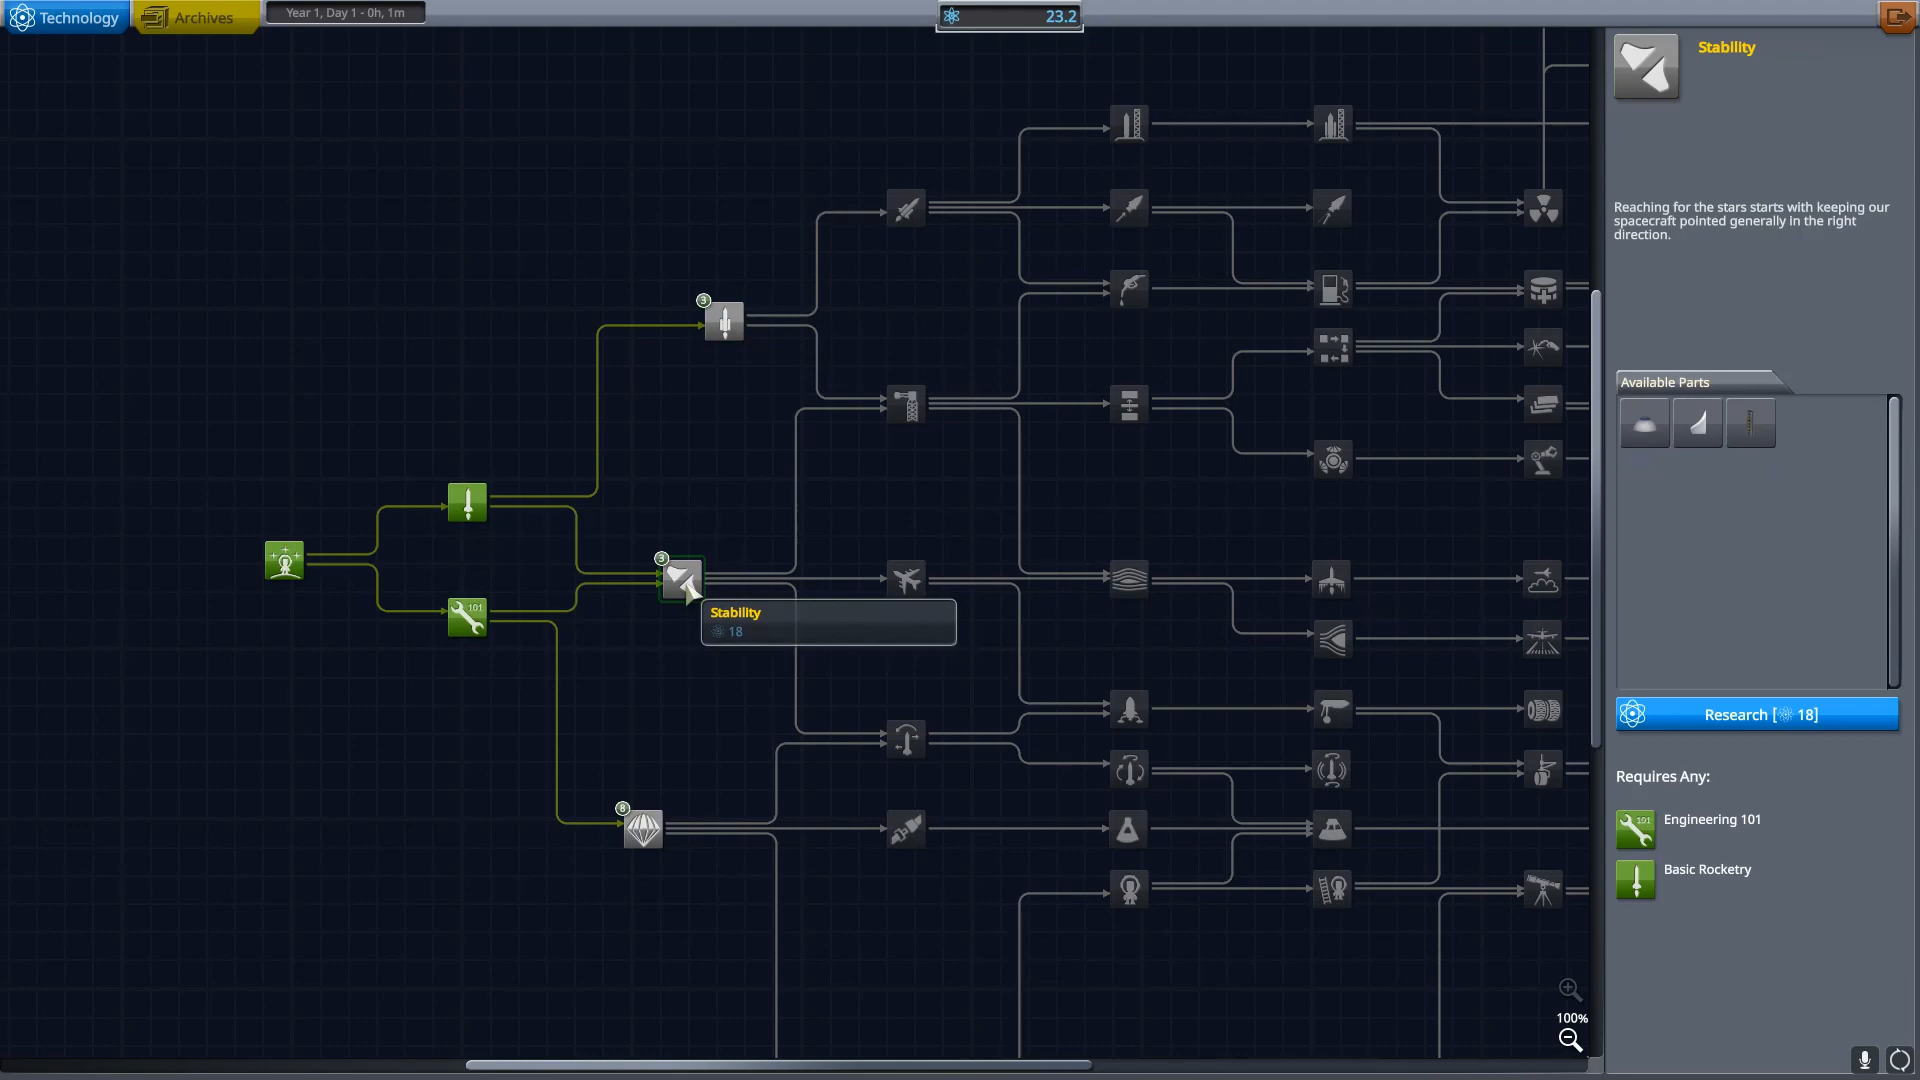 Technology
Archives
Year 1, Day 1 - 0h, 1m
23.2
Stability
Reaching for the stars starts with keeping our
spacecraft pointed generally in the right
direction.
3
Available Parts
101
3
Stability
18
101
Research [18]
Requires Any:
8
101
Engineering 101
Basic Rocketry
100%